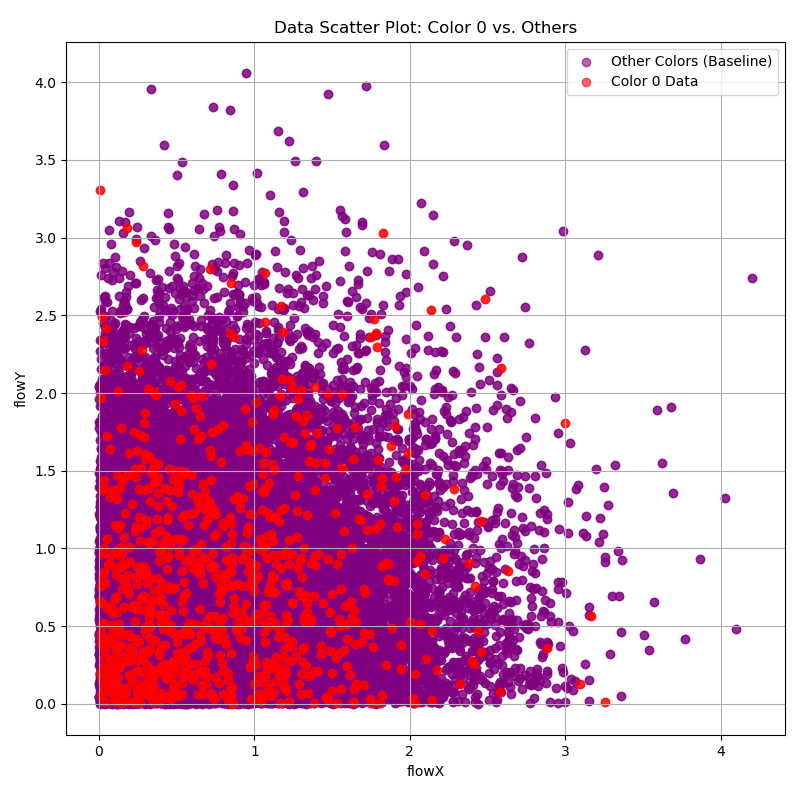 Data Scatter Plot: Color 0 vs. Others
Other Colors (Baseline)
Color 0 Data
4.0
3.5
3.0
2.5
2.0
1.5
1.0
0.5
0.0
flowY
0 1 2 3 4
flowX